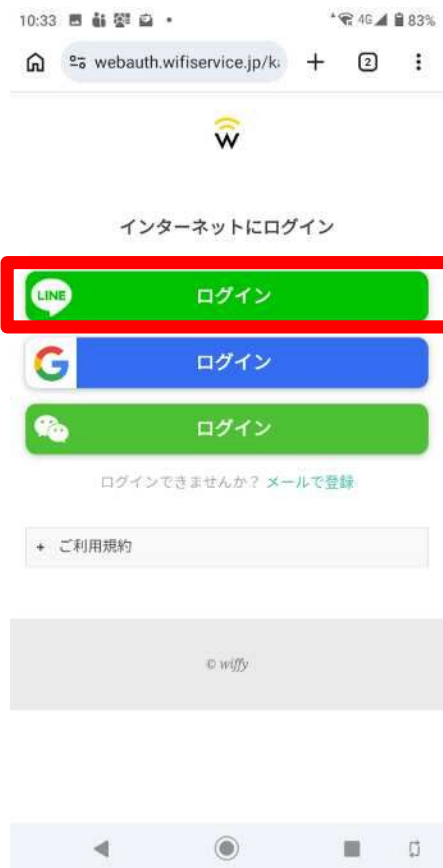 10:33
4G 83%
webauth.wifiservice.jp/k
2
W
インターネットにログイン
LINE ログイン
G ログイン
ログイン
ログインできませんか？ メールで登録
+ ご利用規約
© wiffy